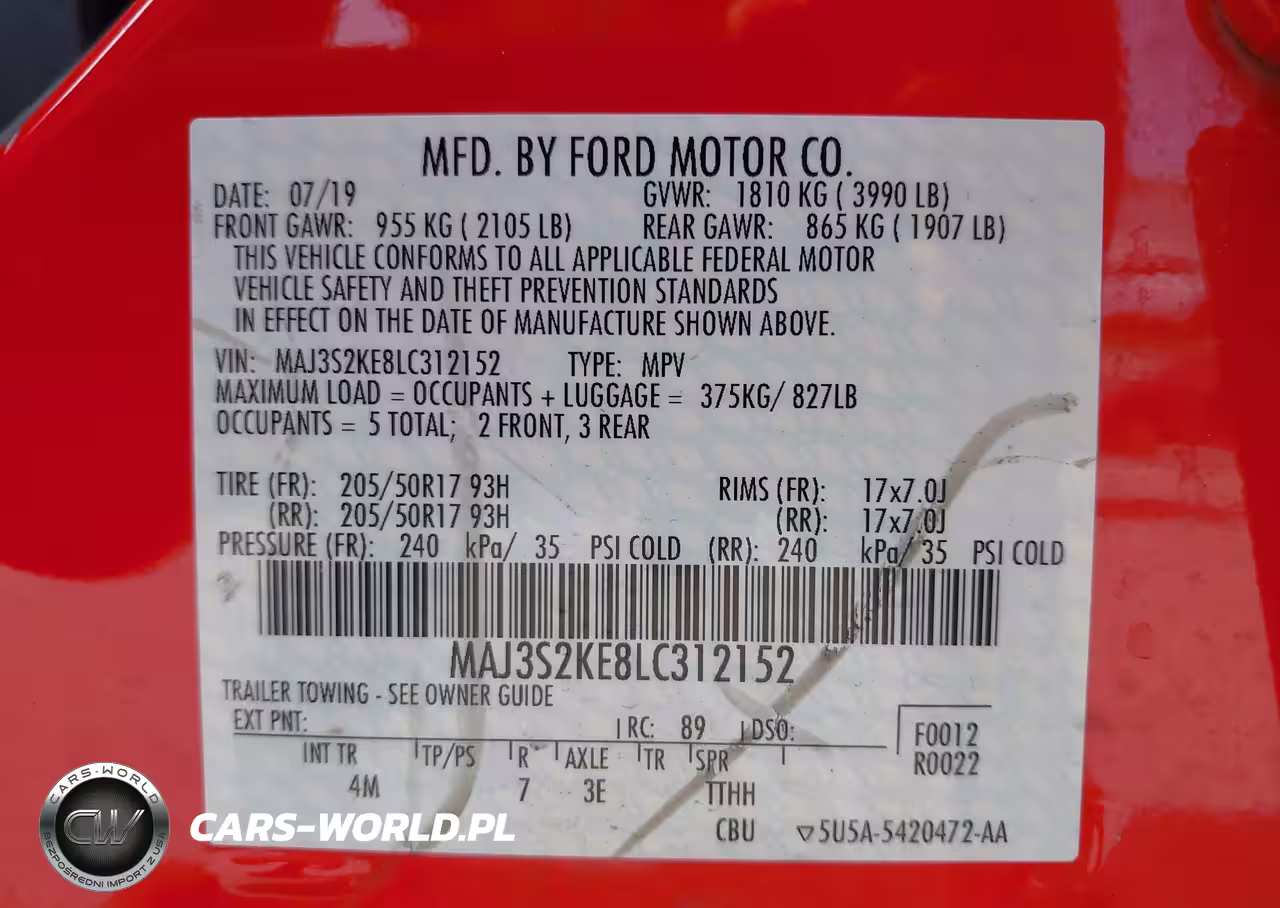 MFD. BY FORD MOTOR CO.
DATE: 07/19 GVWR: 1810 KG ( 3990 LB)
FRONT GAWR: 955 KG ( 2105 LB) REAR GAWR: 865 KG ( 1907 LB)
THIS VEHICLE CONFORMS TO ALL APPLICABLE FEDERAL MOTOR
VEHICLE SAFETY AND THEFT PREVENTION STANDARDS
IN EFFECT ON THE DATE OF MANUFACTURE SHOWN ABOVE.
VIN: MAJ3S2KE8LC312152 TYPE: MPV
MAXIMUM LOAD = OCCUPANTS + LUGGAGE = 375KG/ 827LB
OCCUPANTS = 5 TOTAL; 2 FRONT, 3 REAR
TIRE (FR): 205/50R17 93H RIMS (FR): 17x7.0J
(RR): 205/50R17 93H (RR): 17x7.0J
PRESSURE (FR): 240 kPa/ 35 PSI COLD (RR): 240 kPa/ 35 PSI COLD
MAJ3S2KE8LC312152
TRAILER TOWING - SEE OWNER GUIDE
EXT PNT: RC: 89 DSO: F0012
INT TR TP/PS R AXLE TR SPR R0022
4M 7 3E TTHH
CBU ▽5U5A-5420472-AA
CARS-WORLD
CW
BEZPOŚREDNI IMPORT Z USA
CARS-WORLD.PL